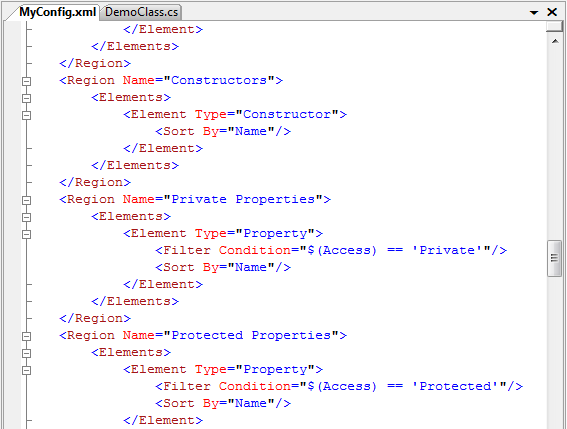 MyConfig.xml DemoClass.cs
</Element>
</Elements>
</Region>
<Region Name="Constructors">
<Elements>
<Element Type="Constructor">
<Sort By="Name"/>
</Element>
</Elements>
</Region>
<Region Name="Private Properties">
<Elements>
<Element Type="Property">
<Filter Condition="$(Access) == 'Private'"/>
<Sort By="Name"/>
</Element>
</Elements>
</Region>
<Region Name="Protected Properties">
<Elements>
<Element Type="Property">
<Filter Condition="$(Access) == 'Protected'"/>
<Sort By="Name"/>
</Element>